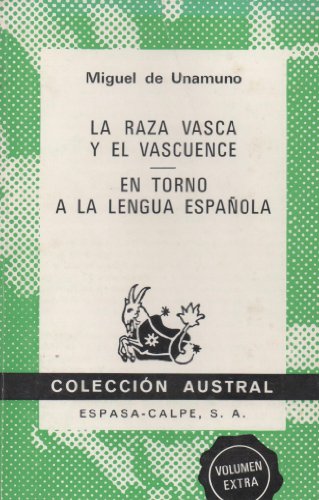 Miguel de Unamuno
LA RAZA VASCA
Y EL VASCUENCE
EN TORNO
A LA LENGUA ESPAÑOLA
COLECCIÓN AUSTRAL
ESPASA-CALPE, S. A.
VOLUMEN
EXTRA